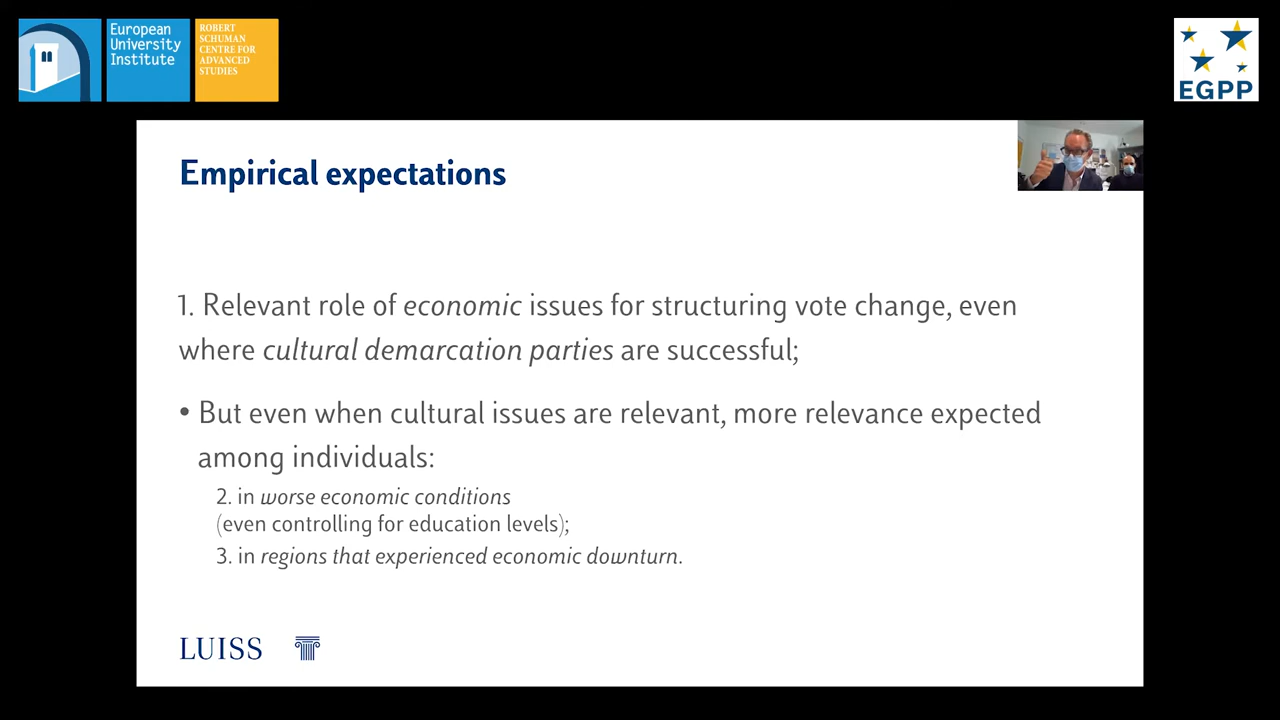 European
University
Institute
ROBERT
SCHUMAN
CENTRE FOR
ADVANCED
STUDIES
EGPP
Empirical expectations
1. Relevant role of economic issues for structuring vote change, even
where cultural demarcation parties are successful;
• But even when cultural issues are relevant, more relevance expected
among individuals:
2. in worse economic conditions
(even controlling for education levels);
3. in regions that experienced economic downturn.
LUISS